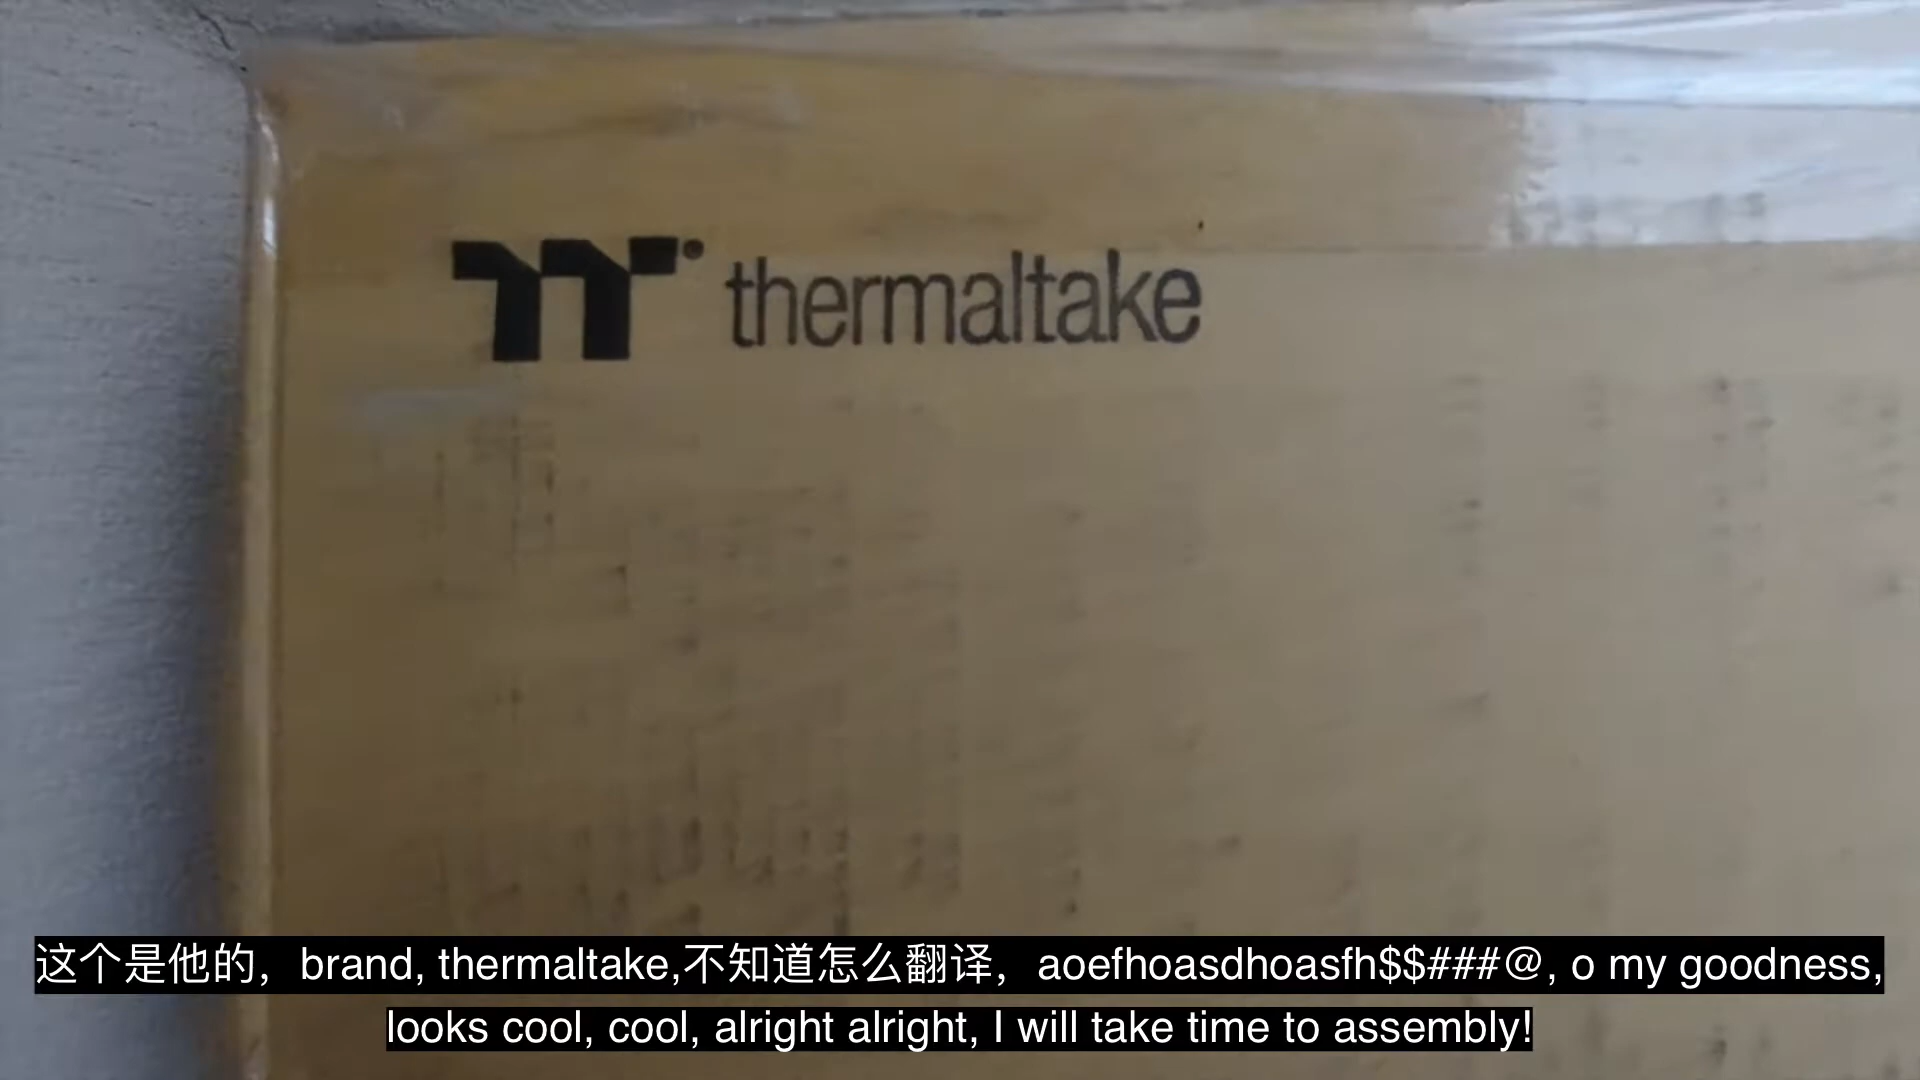 thermaltake
这个是他的，brand, thermaltake,不知道怎么翻译，aoefhoasdhoasfh$$###@, o my goodness,
looks cool, cool, alright alright, I will take time to assembly!